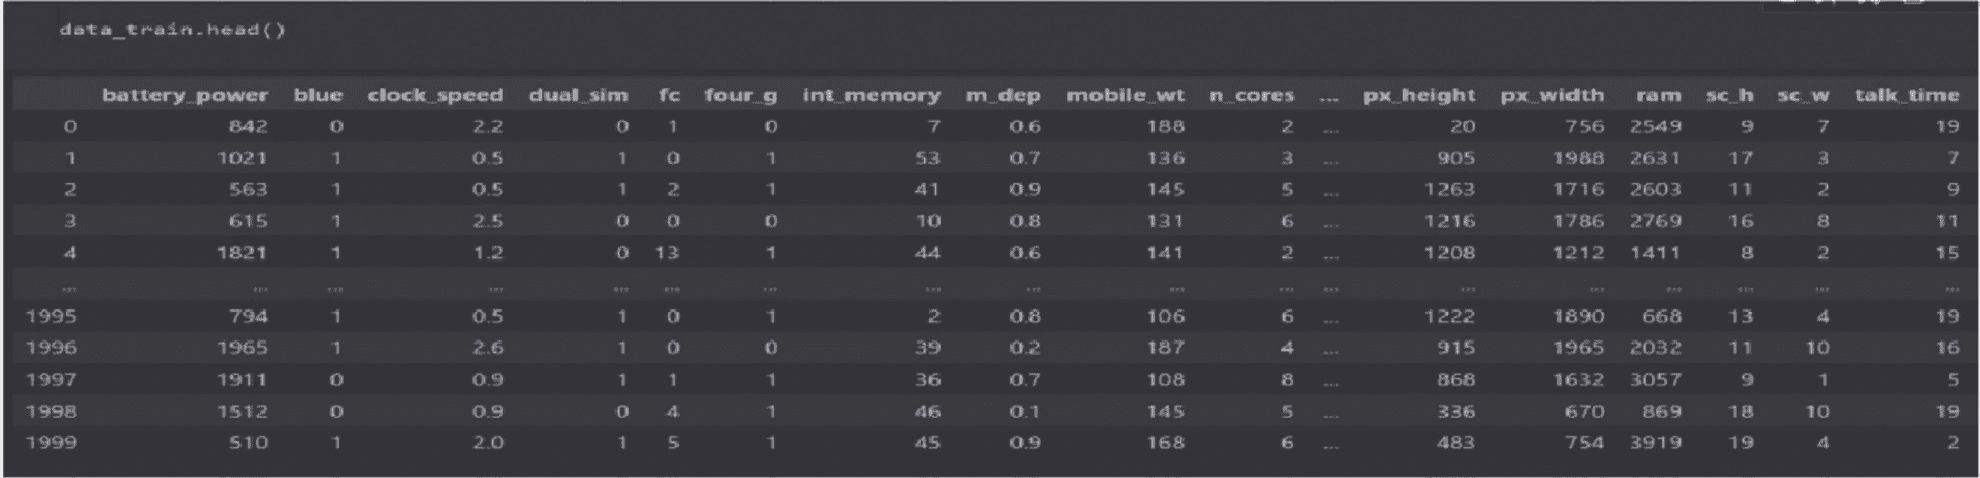 data_train.head()
battery_power blue clock_speed dual_sim fc four_g int_memory m_dep mobile_wt n_cores ... px_height px_width ram sc_h sc_w talk_time
0 842 0 2.2 0 1 0 7 0.6 188 2 ... 20 756 2549 9 7 19
1 1021 1 0.5 1 0 1 53 0.7 136 3 ... 905 1988 2631 17 3 7
2 563 1 0.5 1 2 1 41 0.9 145 5 ... 1263 1716 2603 11 2 9
3 615 1 2.5 0 0 0 10 0.8 131 6 ... 1216 1786 2769 16 8 11
4 1821 1 1.2 0 13 1 44 0.6 141 2 ... 1208 1212 1411 8 2 15
... ... ... ... ... ... ... ... ... ... ... ... ... ... ... ... ... ...
1995 794 1 0.5 1 0 1 2 0.8 106 6 ... 1222 1890 668 13 4 19
1996 1965 1 2.6 1 0 0 39 0.2 187 4 ... 915 1965 2032 11 10 16
1997 1911 0 0.9 1 1 1 36 0.7 108 8 ... 868 1632 3057 9 1 5
1998 1512 0 0.9 0 4 1 46 0.1 145 5 ... 336 670 869 18 10 19
1999 510 1 2.0 1 5 1 45 0.9 168 6 ... 483 754 3919 19 4 2